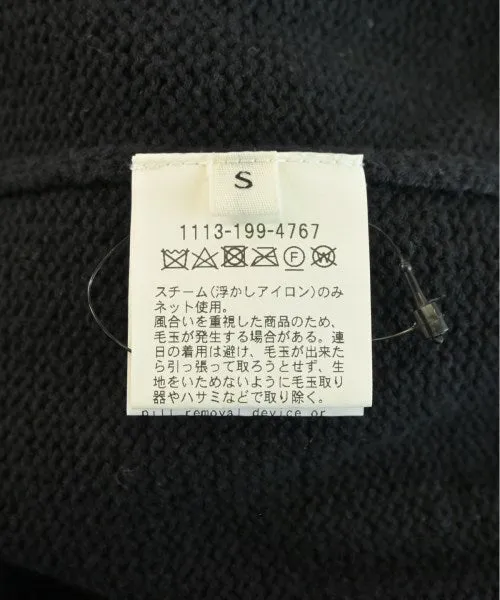 S
1113-199-4767
F W
スチーム(浮かしアイロン)のみ
ネット使用。
風合いを重視した商品のため、
毛玉が発生する場合がある。連
日の着用は避け、毛玉が出来た
ら引っ張って取ろうとせず、生
地をいためないように毛玉取り
器やハサミなどで取り除く。
pill removal device or